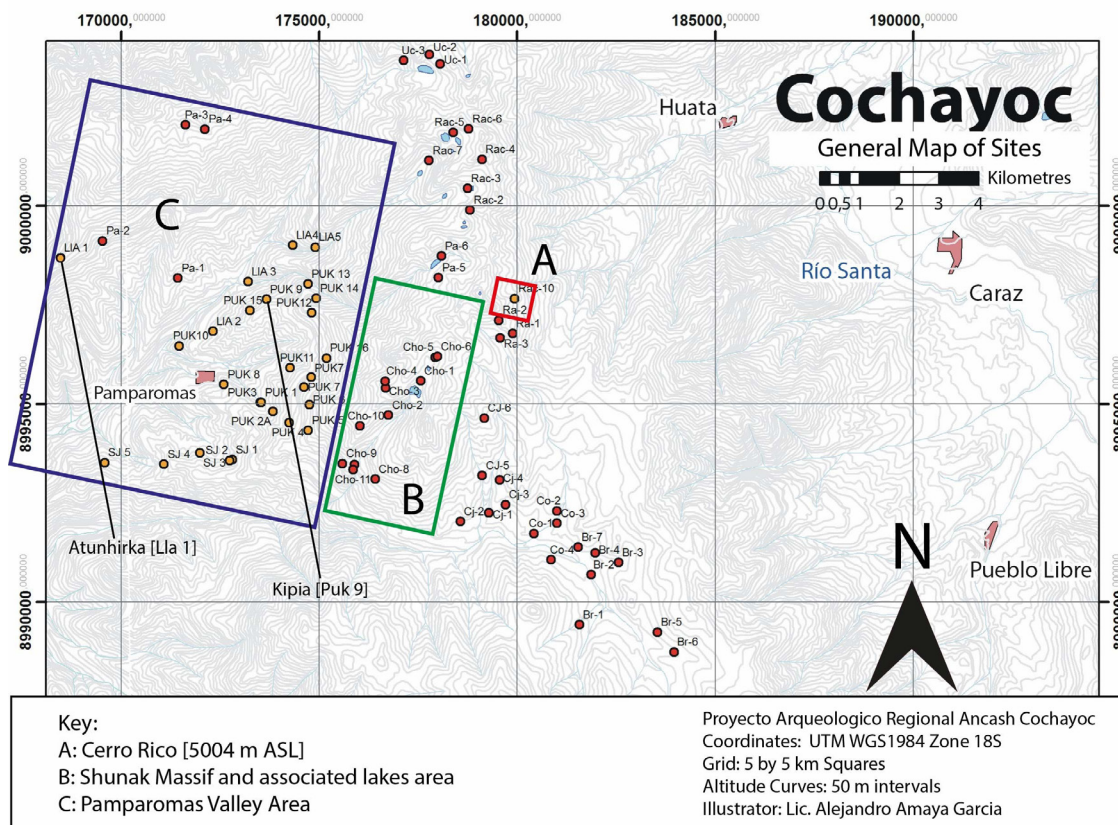 170000,000000
175000,000000
180000,000000
185000,000000
190000,000000
Cochayoc
General Map of Sites
Kilometres
0 0,5 1 2 3 4
Huata
Río Santa
Caraz
Pueblo Libre
N
Uc-3
Uc-2
Uc-1
Pa-3
Pa-4
Rac-5
Rac-6
Rac-7
Rac-4
Rac-3
Rac-2
9000000
9000000
C
Pa-2
LIA 1
LIA4
LIA5
Pa-6
Pa-5
A
Pa-1
LIA 3
PUK 13
PUK 9
PUK 14
PUK 15
PUK12
Rac-10
Ra-2
Ra-1
Ra-3
LIA 2
PUK10
PUK 16
Cho-5
Cho-6
PUK11
PUK7
Cho-4
Cho-1
Pamparomas
PUK 8
PUK 7
Cho-3
PUK3
PUK 1
8995000
8995000
Cho-2
PUK 2A
Cho-10
CJ-6
PUK 4
SJ 2
SJ 1
SJ 5
SJ 4
SJ 3
Cho-9
Cho-8
Cho-11
B
CJ-5
Cj-4
Cj-3
Cj-2
Cj-1
Co-2
Co-3
Co-1
Co-4
Br-7
Br-4
Br-3
Br-2
Atunhirka [Lla 1]
Kipia [Puk 9]
8990000
8990000
Br-1
Br-5
Br-6
Key:
A: Cerro Rico [5004 m ASL]
B: Shunak Massif and associated lakes area
C: Pamparomas Valley Area
Proyecto Arqueologico Regional Ancash Cochayoc
Coordinates: UTM WGS1984 Zone 18S
Grid: 5 by 5 km Squares
Altitude Curves: 50 m intervals
Illustrator: Lic. Alejandro Amaya Garcia